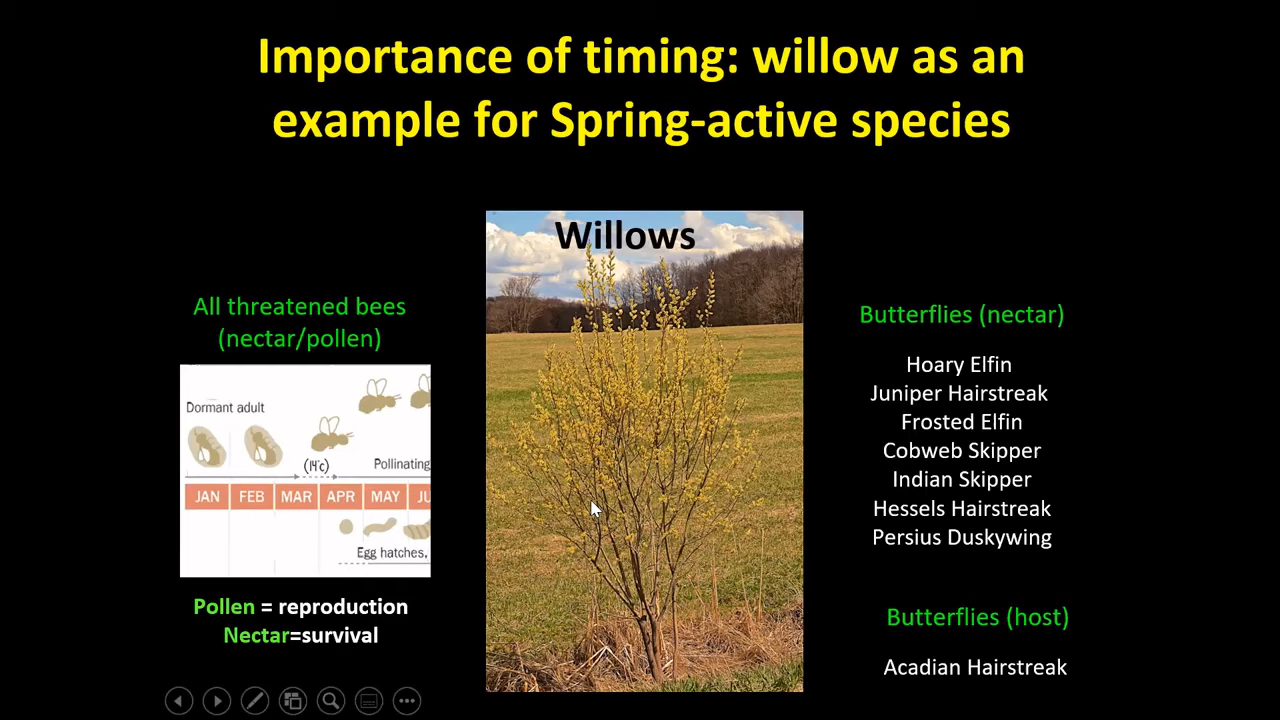 Importance of timing: willow as an
example for Spring-active species
Willows
All threatened bees
(nectar/pollen)
Dormant adult
(14°c)
Pollinating
JAN FEB MAR APR MAY JU
Egg hatches,
Pollen = reproduction
Nectar=survival
Butterflies (nectar)
Hoary Elfin
Juniper Hairstreak
Frosted Elfin
Cobweb Skipper
Indian Skipper
Hessels Hairstreak
Persius Duskywing
Butterflies (host)
Acadian Hairstreak